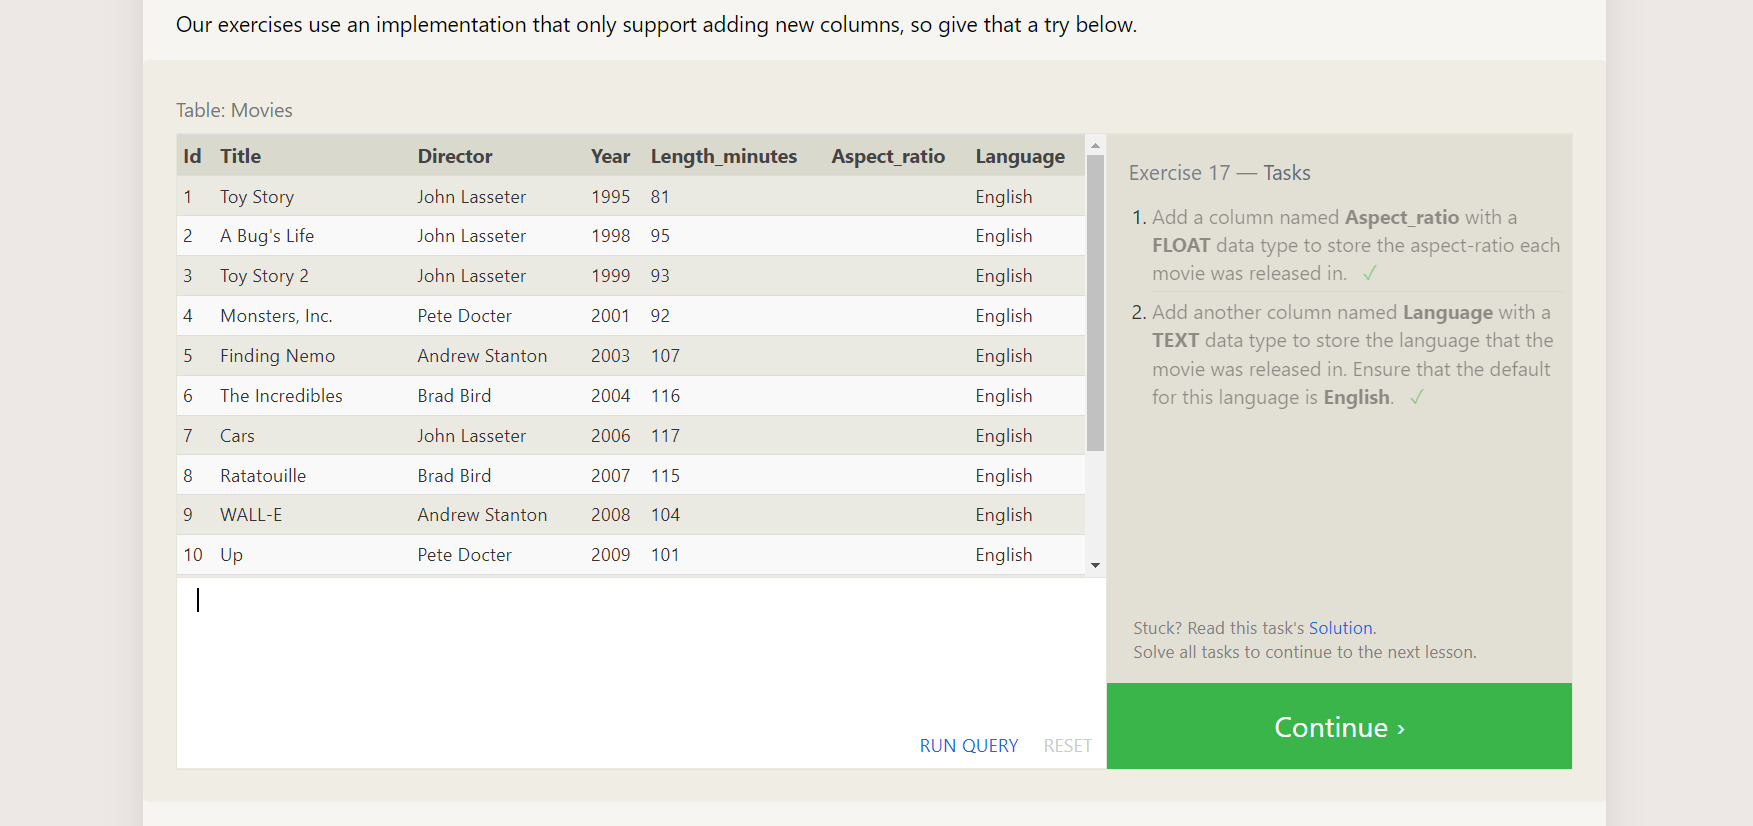 Our exercises use an implementation that only support adding new columns, so give that a try below.
Table: Movies
Id Title Director Year Length_minutes Aspect_ratio Language
1 Toy Story John Lasseter 1995 81 English
2 A Bug's Life John Lasseter 1998 95 English
3 Toy Story 2 John Lasseter 1999 93 English
4 Monsters, Inc. Pete Docter 2001 92 English
5 Finding Nemo Andrew Stanton 2003 107 English
6 The Incredibles Brad Bird 2004 116 English
7 Cars John Lasseter 2006 117 English
8 Ratatouille Brad Bird 2007 115 English
9 WALL-E Andrew Stanton 2008 104 English
10 Up Pete Docter 2009 101 English
RUN QUERY RESET
Exercise 17 — Tasks
1. Add a column named Aspect_ratio with a
FLOAT data type to store the aspect-ratio each
movie was released in. ✓
2. Add another column named Language with a
TEXT data type to store the language that the
movie was released in. Ensure that the default
for this language is English. ✓
Stuck? Read this task's Solution.
Solve all tasks to continue to the next lesson.
Continue ›